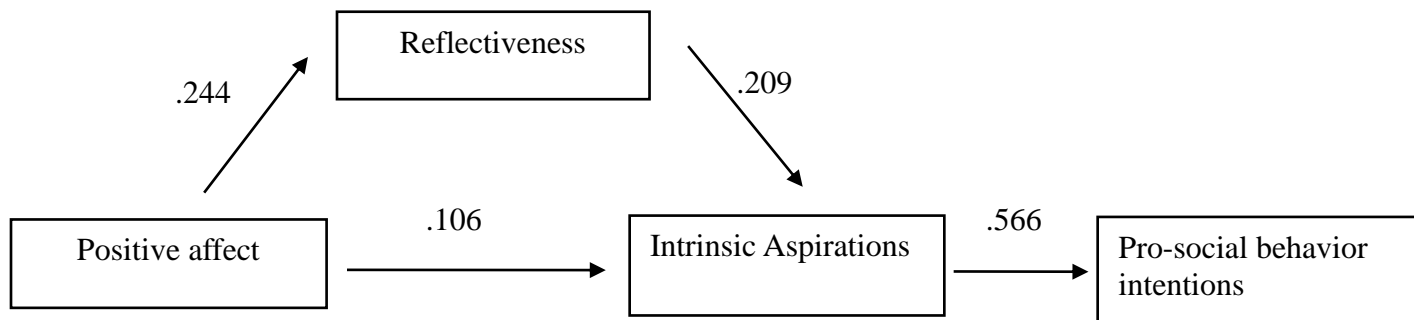 Reflectiveness
.244
.209
Positive affect
.106
Intrinsic Aspirations
.566
Pro-social behavior
intentions